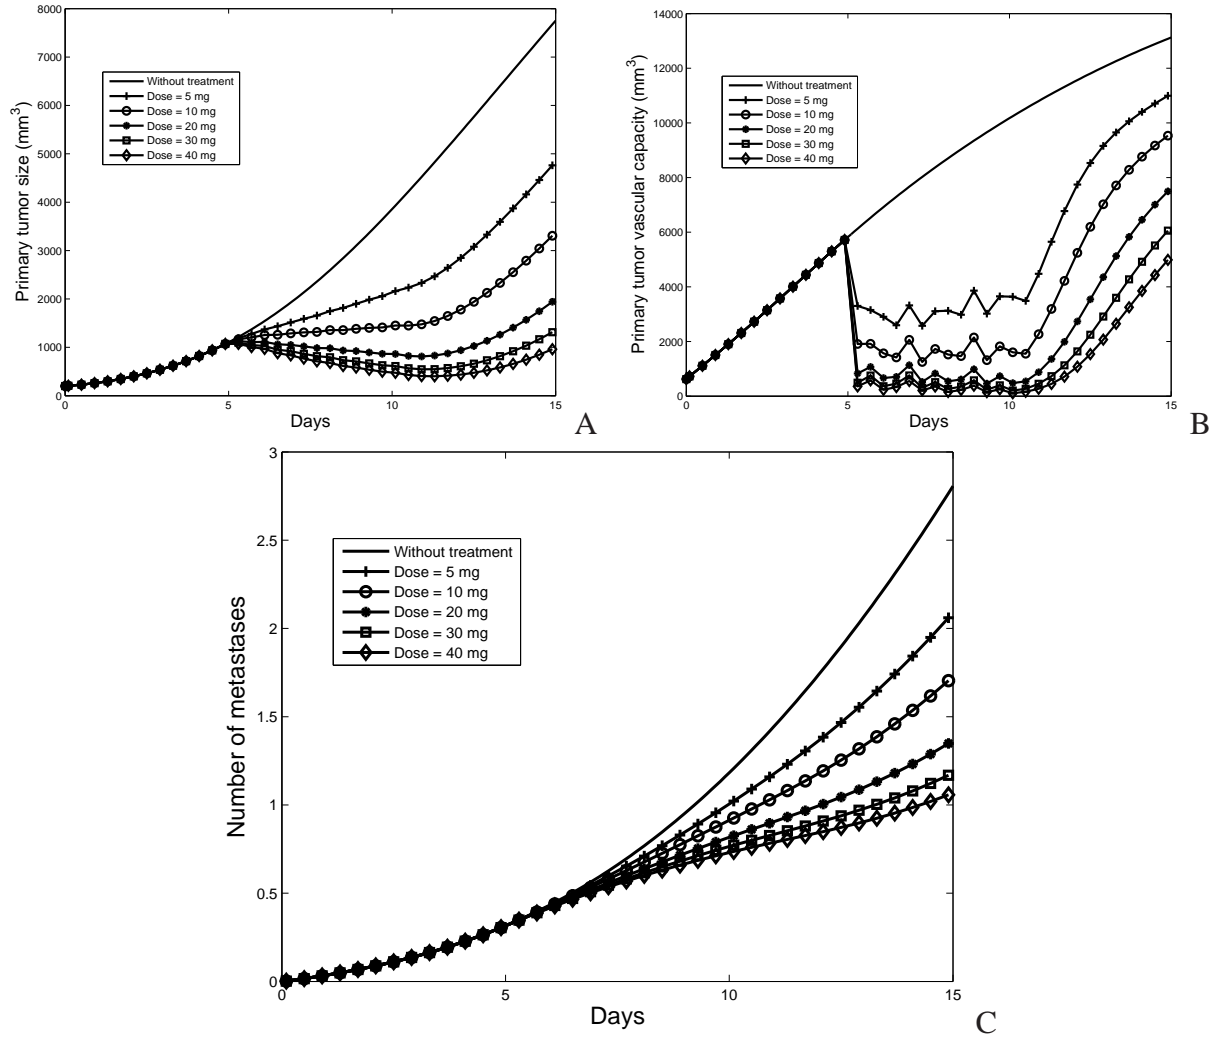 8000
7000
6000
5000
4000
3000
2000
1000
0
Primary tumor size (mm3)
Without treatment
Dose = 5 mg
Dose = 10 mg
Dose = 20 mg
Dose = 30 mg
Dose = 40 mg
0 5 10 15
Days
A
14000
12000
10000
8000
6000
4000
2000
0
Primary tumor vascular capacity (mm3)
Without treatment
Dose = 5 mg
Dose = 10 mg
Dose = 20 mg
Dose = 30 mg
Dose = 40 mg
0 5 10 15
Days
B
3
2.5
2
1.5
1
0.5
0
Number of metastases
Without treatment
Dose = 5 mg
Dose = 10 mg
Dose = 20 mg
Dose = 30 mg
Dose = 40 mg
0 5 10 15
Days
C